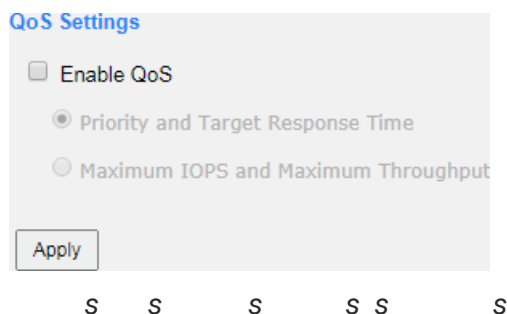 QoS Settings
Enable QoS
Priority and Target Response Time
Maximum IOPS and Maximum Throughput
Apply
s s s s s s